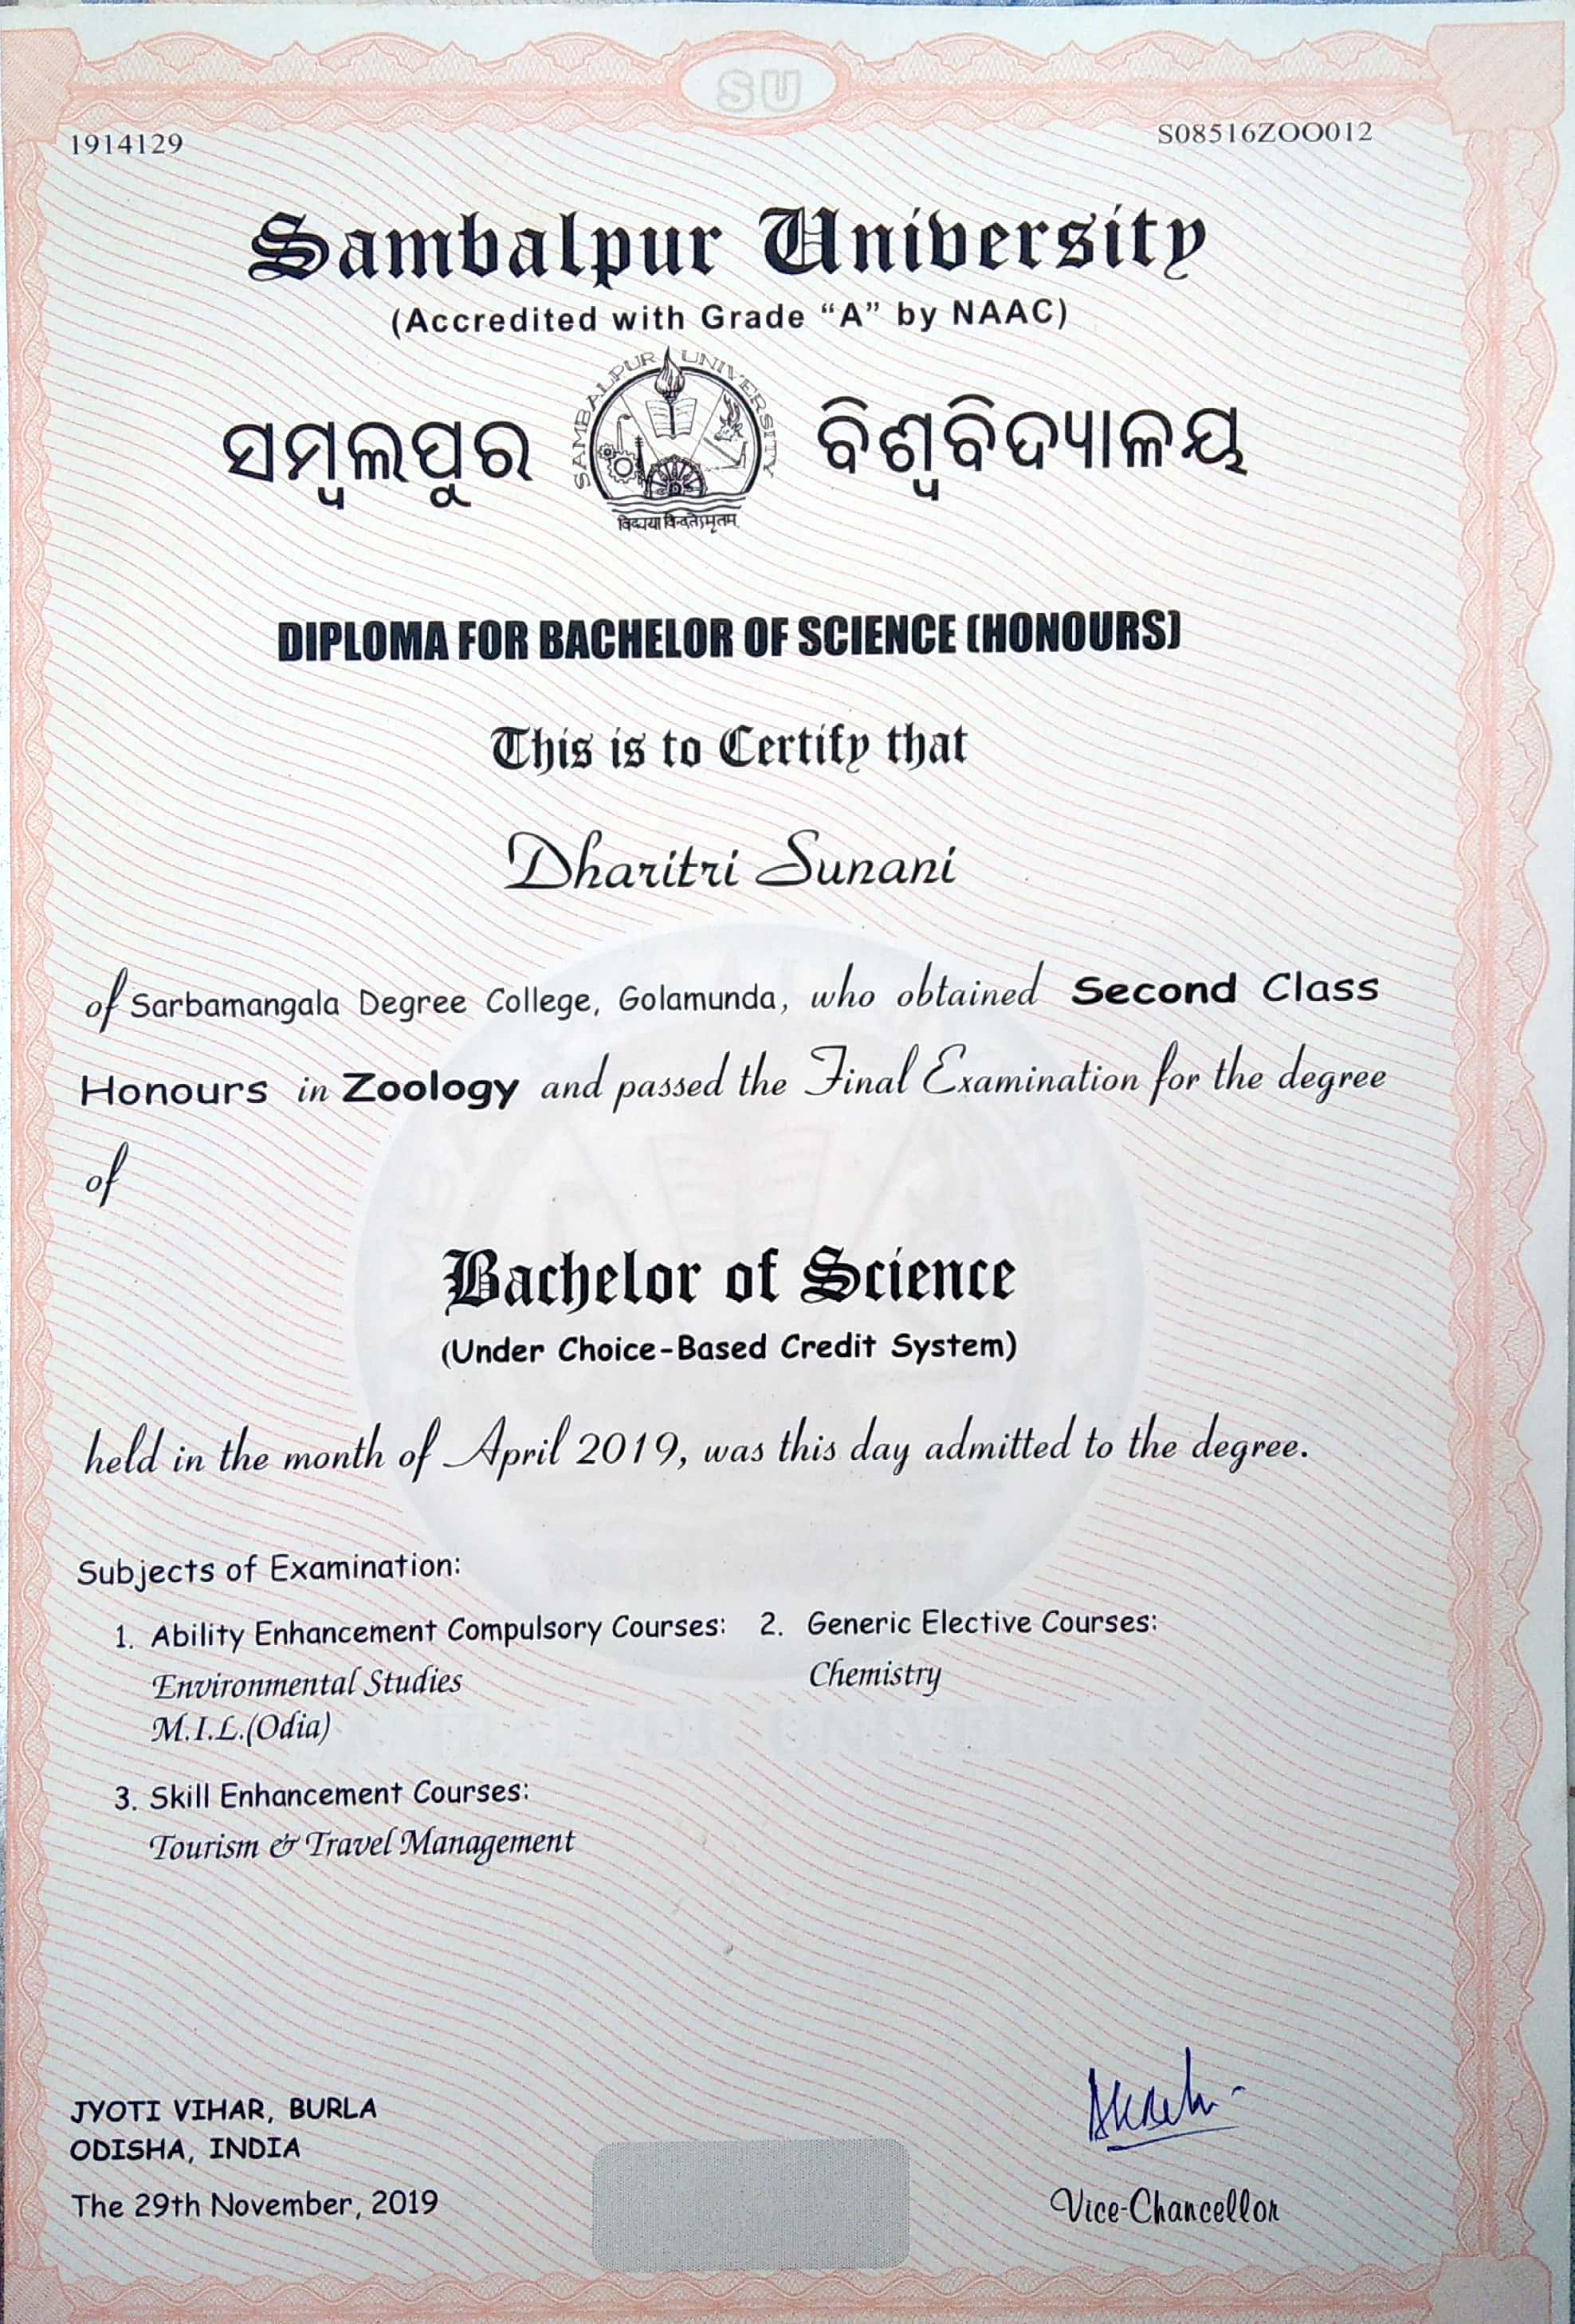 SU
1914129
S08516ZOO012
Sambalpur University
(Accredited with Grade “A” by NAAC)
ସମ୍ବଲପୁର
SAMBALPUR UNIVERSITY
ବିଶ୍ୱବିଦ୍ୟାଳୟ
DIPLOMA FOR BACHELOR OF SCIENCE (HONOURS)
This is to Certify that
Dharitri Sunani
of Sarbamangala Degree College, Golamunda, who obtained Second Class
Honours in Zoology and passed the Final Examination for the degree
of
Bachelor of Science
(Under Choice-Based Credit System)
held in the month of April 2019, was this day admitted to the degree.
Subjects of Examination:
1. Ability Enhancement Compulsory Courses:
Environmental Studies
M.I.L.(Odia)
2. Generic Elective Courses:
Chemistry
3. Skill Enhancement Courses:
Tourism & Travel Management
JYOTI VIHAR, BURLA
ODISHA, INDIA
The 29th November, 2019
Vice-Chancellor